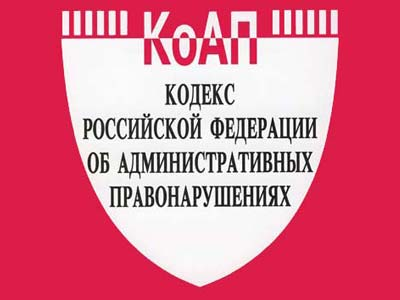 КоАП
КОДЕКС
РОССИЙСКОЙ ФЕДЕРАЦИИ
ОБ АДМИНИСТРАТИВНЫХ
ПРАВОНАРУШЕНИЯХ